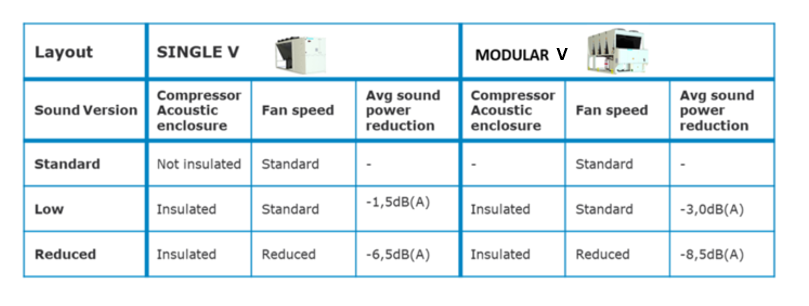 Layout SINGLE V MODULAR V
Sound Version Compressor Acoustic enclosure Fan speed Avg sound power reduction Compressor Acoustic enclosure Fan speed Avg sound power reduction
Standard Not insulated Standard - - Standard -
Low Insulated Standard -1,5dB(A) Insulated Standard -3,0dB(A)
Reduced Insulated Reduced -6,5dB(A) Insulated Reduced -8,5dB(A)